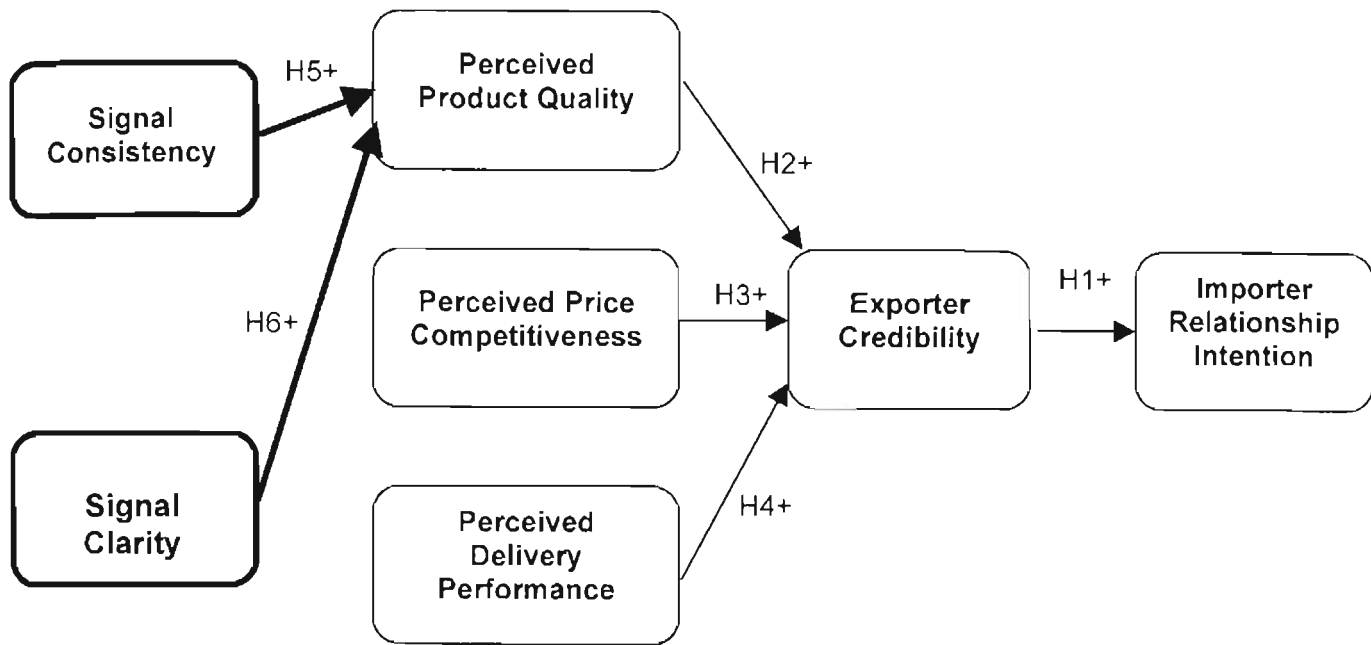 H5+
Perceived
Product Quality
Signal
Consistency
H2+
H6+
Perceived Price
Competitiveness
H3+
Exporter
Credibility
H1+
Importer
Relationship
Intention
Signal
Clarity
Perceived
Delivery
Performance
H4+